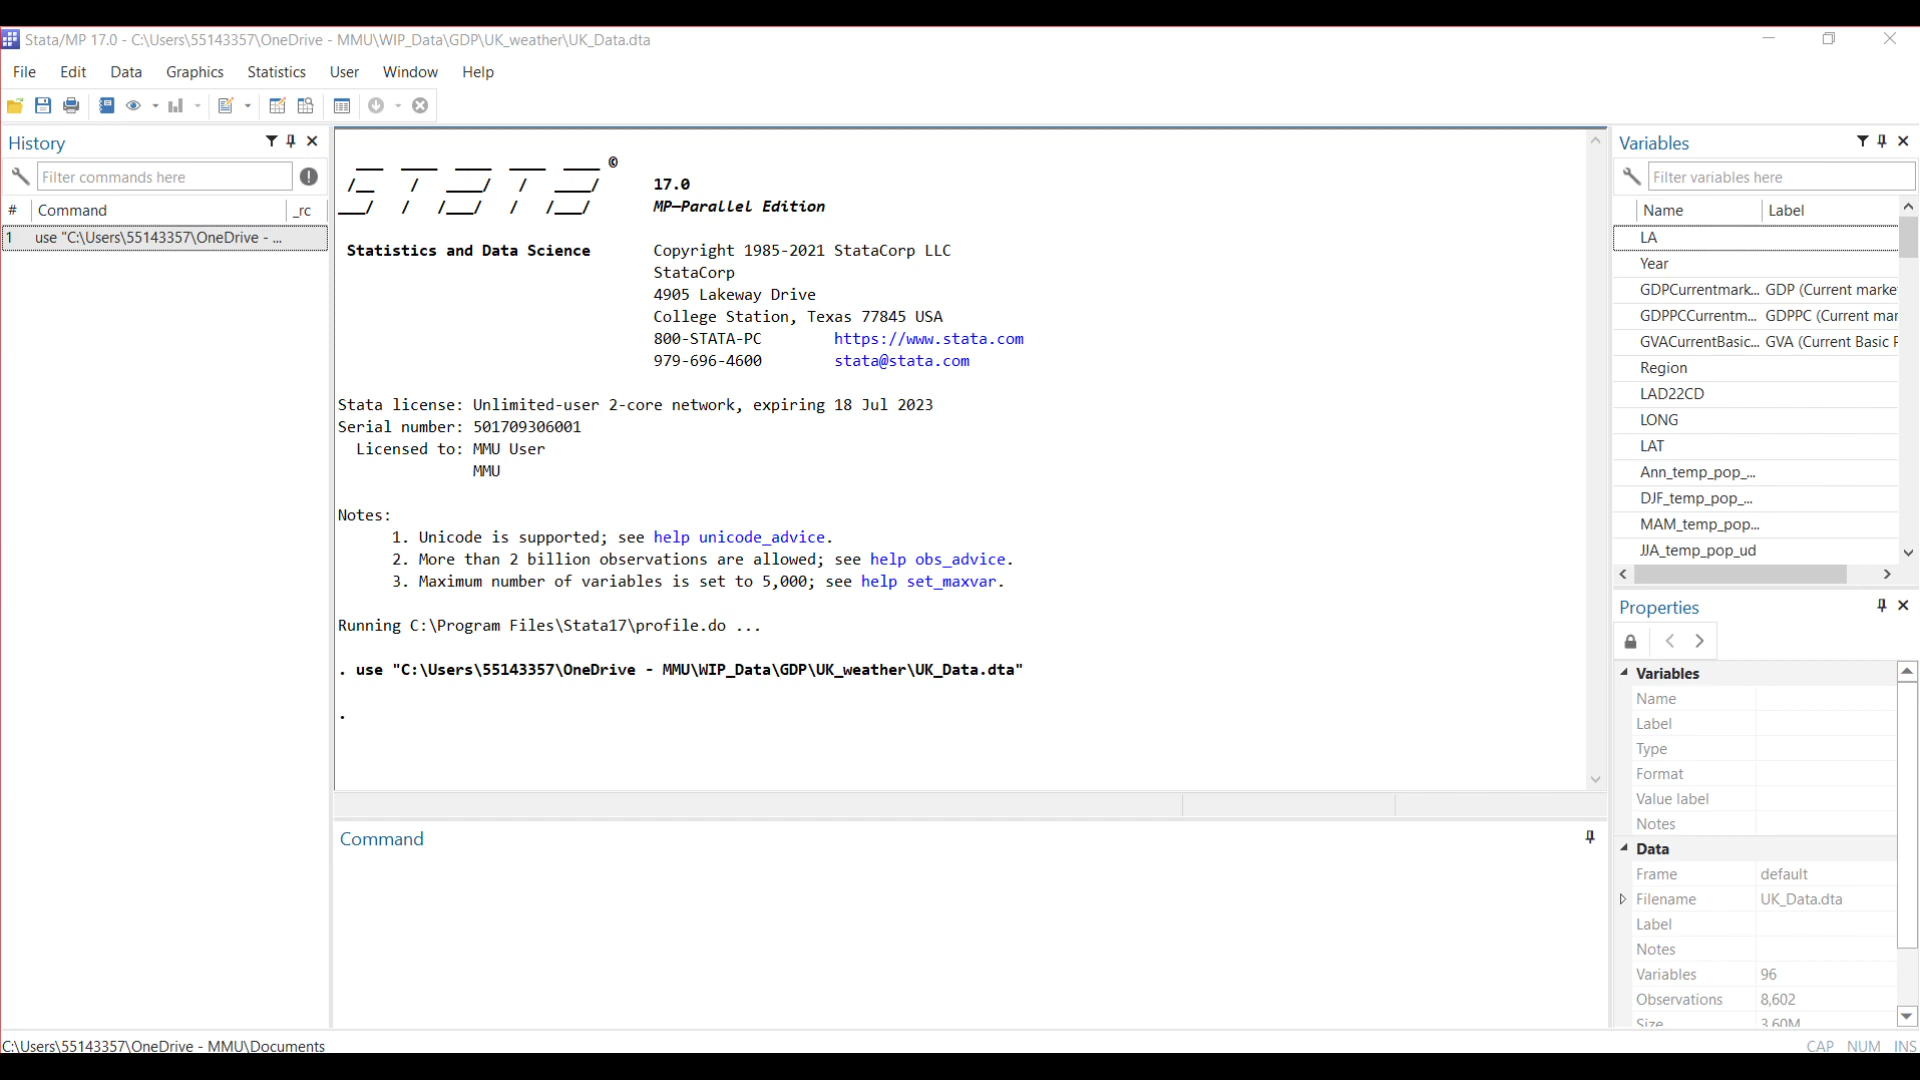 Stata/MP 17.0 - C:\Users\55143357\OneDrive - MMU\WIP_Data\GDP\UK_weather\UK_Data.dta
File Edit Data Graphics Statistics User Window Help
History
Filter commands here
# Command _rc
1 use "C:\Users\55143357\OneDrive - ...
©
STATA 17.0
MP—Parallel Edition
Statistics and Data Science Copyright 1985-2021 StataCorp LLC
StataCorp
4905 Lakeway Drive
College Station, Texas 77845 USA
800-STATA-PC https://www.stata.com
979-696-4600 stata@stata.com
Stata license: Unlimited-user 2-core network, expiring 18 Jul 2023
Serial number: 501709306001
Licensed to: MMU User
MMU
Notes:
1. Unicode is supported; see help unicode_advice.
2. More than 2 billion observations are allowed; see help obs_advice.
3. Maximum number of variables is set to 5,000; see help set_maxvar.
Running C:\Program Files\Stata17\profile.do ...
. use "C:\Users\55143357\OneDrive - MMU\WIP_Data\GDP\UK_weather\UK_Data.dta"
.
Command
Variables
Filter variables here
Name Label
LA
Year
GDPCurrentmark... GDP (Current marke
GDPPCCurrentm... GDPPC (Current mar
GVACurrentBasic... GVA (Current Basic P
Region
LAD22CD
LONG
LAT
Ann_temp_pop_...
DJF_temp_pop_...
MAM_temp_pop...
JJA_temp_pop_ud
Properties
Variables
Name
Label
Type
Format
Value label
Notes
Data
Frame default
Filename UK_Data.dta
Label
Notes
Variables 96
Observations 8,602
Size 3.60M
C:\Users\55143357\OneDrive - MMU\Documents
CAP NUM INS